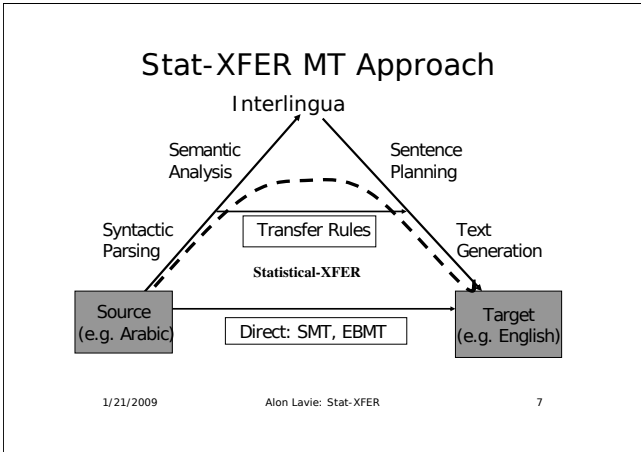 Stat-XFER MT Approach
Interlingua
Semantic
Analysis
Sentence
Planning
Syntactic
Parsing
Transfer Rules
Text
Generation
Statistical-XFER
Source
(e.g. Arabic)
Direct: SMT, EBMT
Target
(e.g. English)
1/21/2009
Alon Lavie: Stat-XFER
7